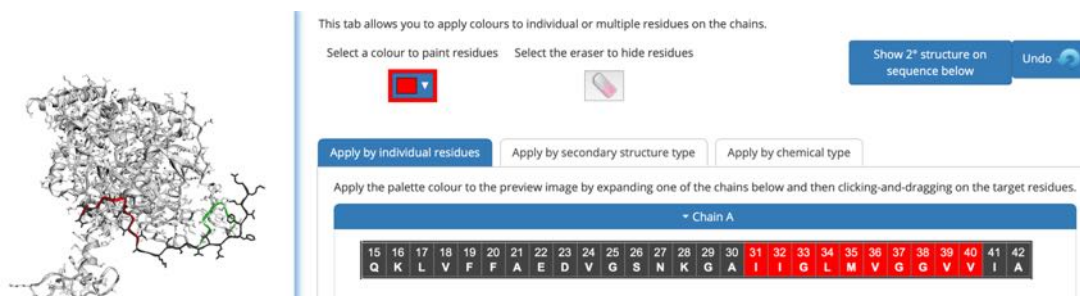 This tab allows you to apply colours to individual or multiple residues on the chains.
Select a colour to paint residues
Select the eraser to hide residues
Show 2° structure on
sequence below
Undo
Apply by individual residues
Apply by secondary structure type
Apply by chemical type
Apply the palette colour to the preview image by expanding one of the chains below and then clicking-and-dragging on the target residues.
Chain A
15 16 17 18 19 20 21 22 23 24 25 26 27 28 29 30 31 32 33 34 35 36 37 38 39 40 41 42
Q K L V F F A E D V G S N K G A I I G L M V G G V V I A